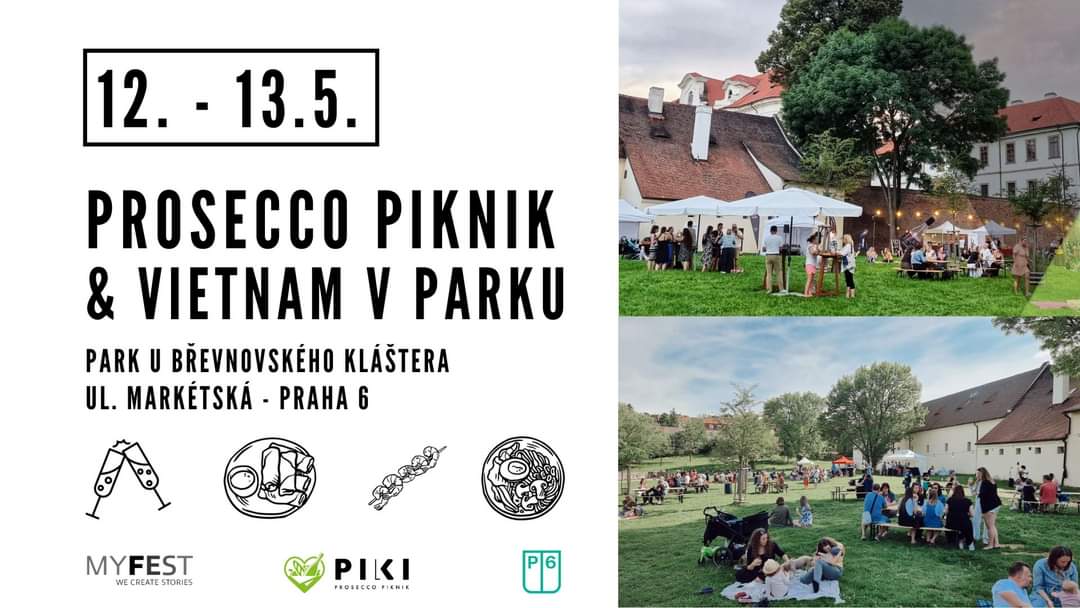 12. - 13.5.
PROSECCO PIKNIK
& VIETNAM V PARKU
PARK U BŘEVNOVSKÉHO KLÁŠTERA
UL. MARKÉTSKÁ - PRAHA 6
MYFEST
WE CREATE STORIES
PIKI
PROSECCO PIKNIK
P 6